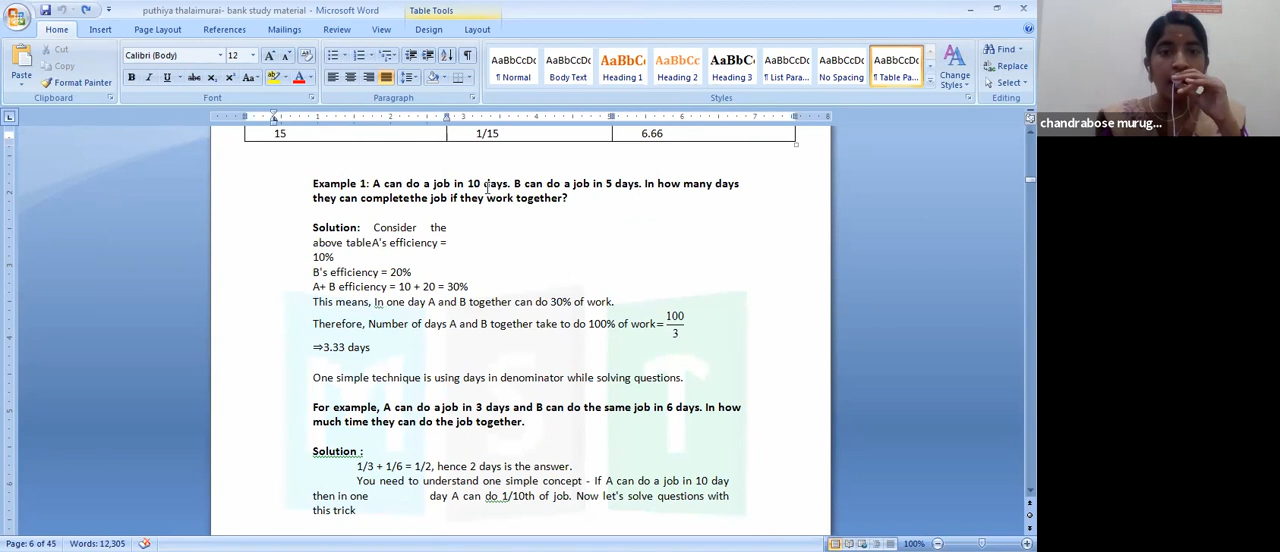 puthiya thalaimurai- bank study material - Microsoft Word
Table Tools
Home Insert Page Layout References Mailings Review View Design Layout
Cut
Copy
Format Painter
Paste
Clipboard
Calibri (Body) 12
Font
Paragraph
AaBbCcDc AaBbCcDc AaBbC AaBbCc AaBbC AaBbCcDc AaBbCcDc AaBbCcDc
¶ Normal Body Text Heading 1 Heading 2 Heading 3 ¶ List Para... No Spacing ¶ Table Pa...
Change Styles
Styles
Find
Replace
Select
Editing
chandrabose murug...
15 1/15 6.66
Example 1: A can do a job in 10 days. B can do a job in 5 days. In how many days
they can completethe job if they work together?
Solution: Consider the
above tableA's efficiency =
10%
B's efficiency = 20%
A+ B efficiency = 10 + 20 = 30%
This means, In one day A and B together can do 30% of work.
Therefore, Number of days A and B together take to do 100% of work= 100/3
⇒3.33 days
One simple technique is using days in denominator while solving questions.
For example, A can do a job in 3 days and B can do the same job in 6 days. In how
much time they can do the job together.
Solution :
1/3 + 1/6 = 1/2, hence 2 days is the answer.
You need to understand one simple concept - If A can do a job in 10 day
then in one day A can do 1/10th of job. Now let's solve questions with
this trick
Page: 6 of 45 Words: 12,305 100%